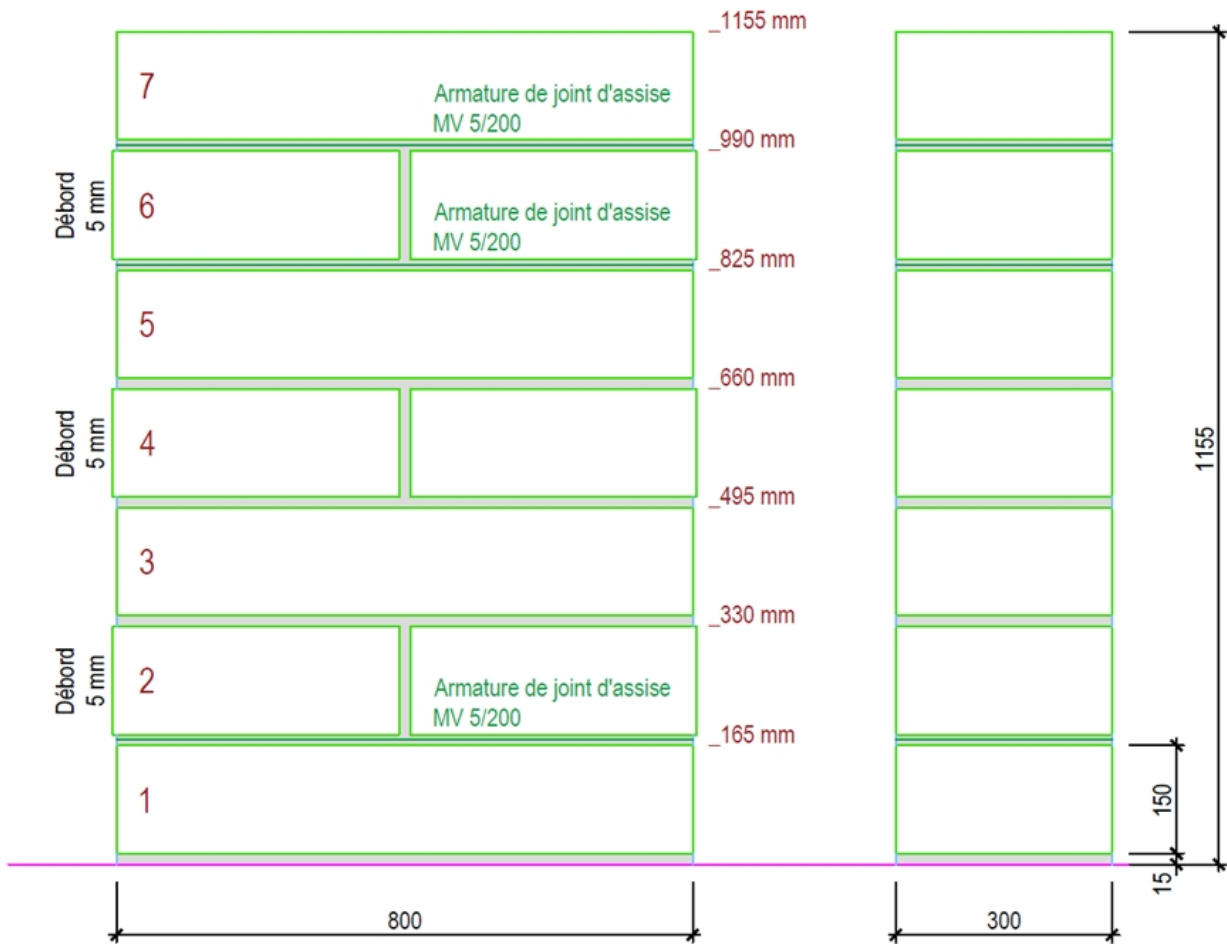 _1155 mm
7
Armature de joint d'assise
MV 5/200
_990 mm
Débord
5 mm
6
Armature de joint d'assise
MV 5/200
_825 mm
5
_660 mm
Débord
5 mm
4
_495 mm
3
_330 mm
Débord
5 mm
2
Armature de joint d'assise
MV 5/200
_165 mm
1
1155
150
15
800
300